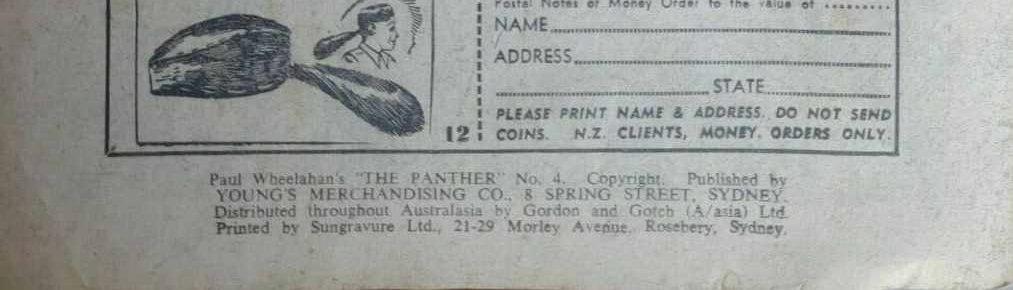 Postal Notes or Money Order to the value of ..........
NAME
ADDRESS
STATE
PLEASE PRINT NAME & ADDRESS. DO NOT SEND
COINS. N.Z. CLIENTS, MONEY. ORDERS ONLY.
12
Paul Wheelahan's "THE PANTHER" No. 4. Copyright. Published by
YOUNG'S MERCHANDISING CO., 8 SPRING STREET, SYDNEY.
Distributed throughout Australasia by Gordon and Gotch (A/asia) Ltd.
Printed by Sungravure Ltd., 21-29 Morley Avenue, Rosebery, Sydney.